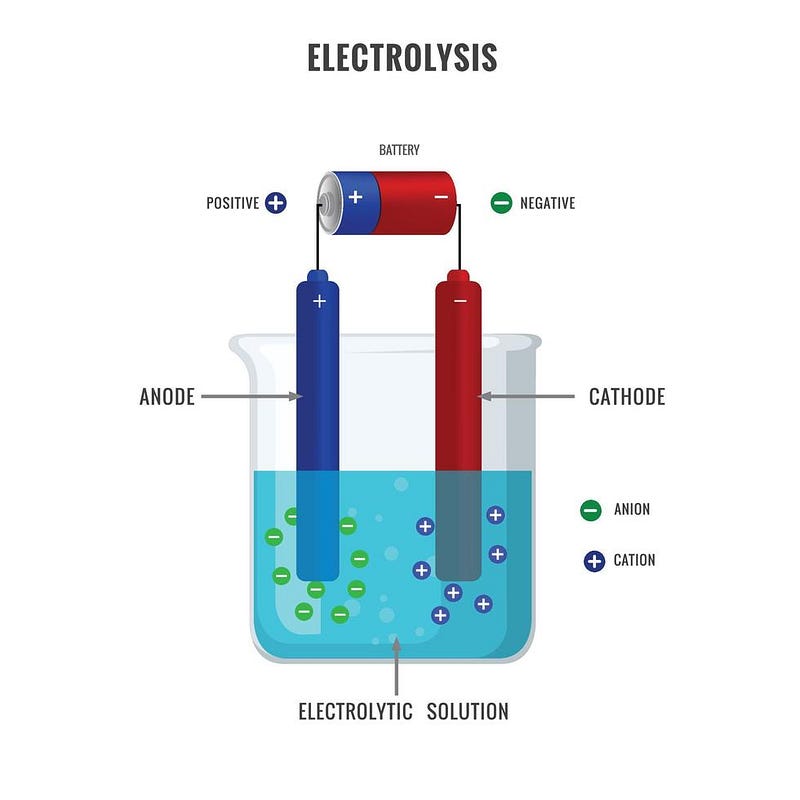 ELECTROLYSIS
BATTERY
POSITIVE +
− NEGATIVE
+ −
+ −
ANODE
CATHODE
− ANION
+ CATION
ELECTROLYTIC SOLUTION